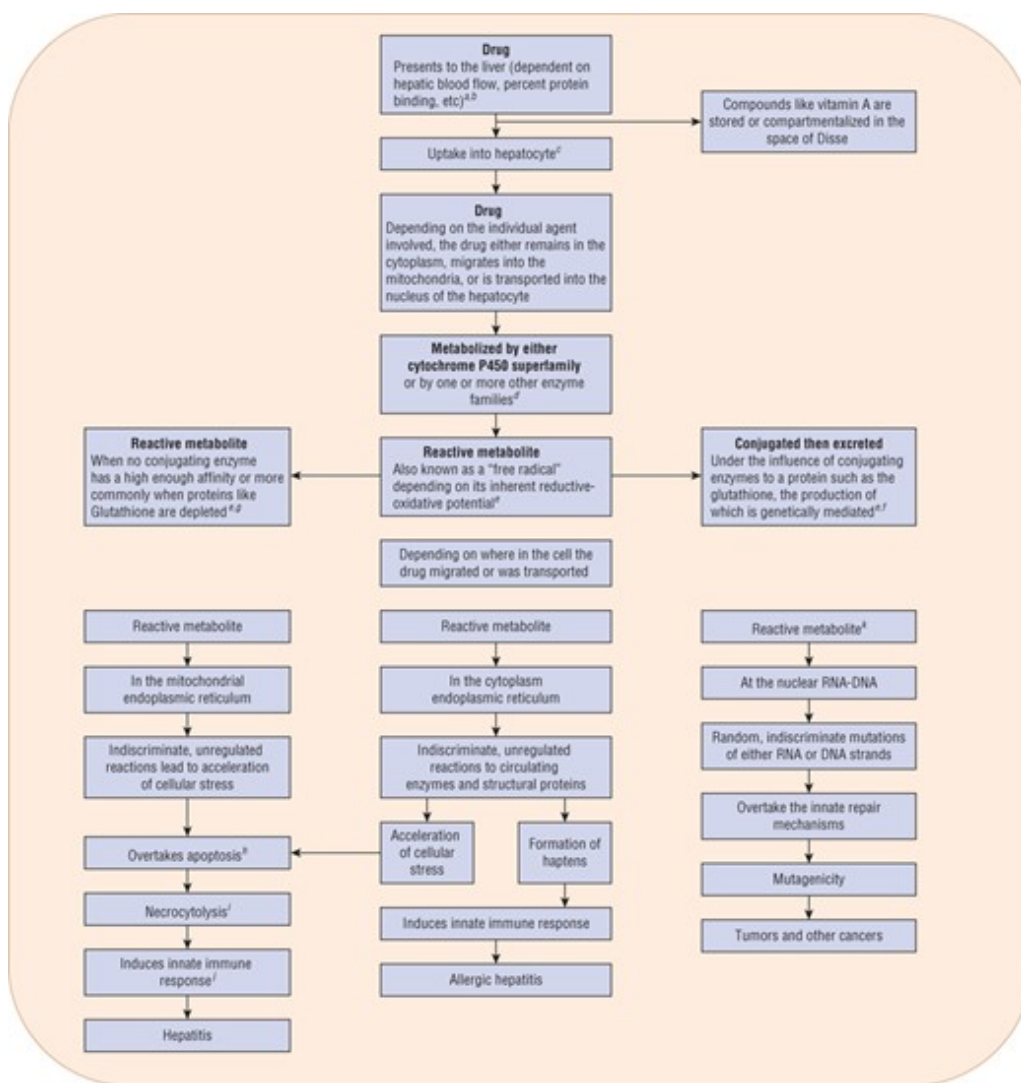 Drug
Presents to the liver (dependent on
hepatic blood flow, percent protein
binding, etc)a,b
Compounds like vitamin A are
stored or compartmentalized in the
space of Disse
Uptake into hepatocytec
Drug
Depending on the individual agent
involved, the drug either remains in the
cytoplasm, migrates into the
mitochondria, or is transported into the
nucleus of the hepatocyte
Metabolized by either
cytochrome P450 superfamily
or by one or more other enzyme
familiesd
Reactive metabolite
When no conjugating enzyme
has a high enough affinity or more
commonly when proteins like
Glutathione are depletede,g
Reactive metabolite
Also known as a “free radical”
depending on its inherent reductive-
oxidative potentiale
Conjugated then excreted
Under the influence of conjugating
enzymes to a protein such as the
glutathione, the production of
which is genetically mediatede,f
Depending on where in the cell the
drug migrated or was transported
Reactive metabolite
In the mitochondrial
endoplasmic reticulum
Indiscriminate, unregulated
reactions lead to acceleration
of cellular stress
Overtakes apoptosish
Necrocytolysisi
Induces innate immune
responsej
Hepatitis
Reactive metabolite
In the cytoplasm
endoplasmic reticulum
Indiscriminate, unregulated
reactions to circulating
enzymes and structural proteins
Acceleration
of cellular
stress
Formation of
haptens
Induces innate immune response
Allergic hepatitis
Reactive metabolitek
At the nuclear RNA-DNA
Random, indiscriminate mutations
of either RNA or DNA strands
Overtake the innate repair
mechanisms
Mutagenicity
Tumors and other cancers